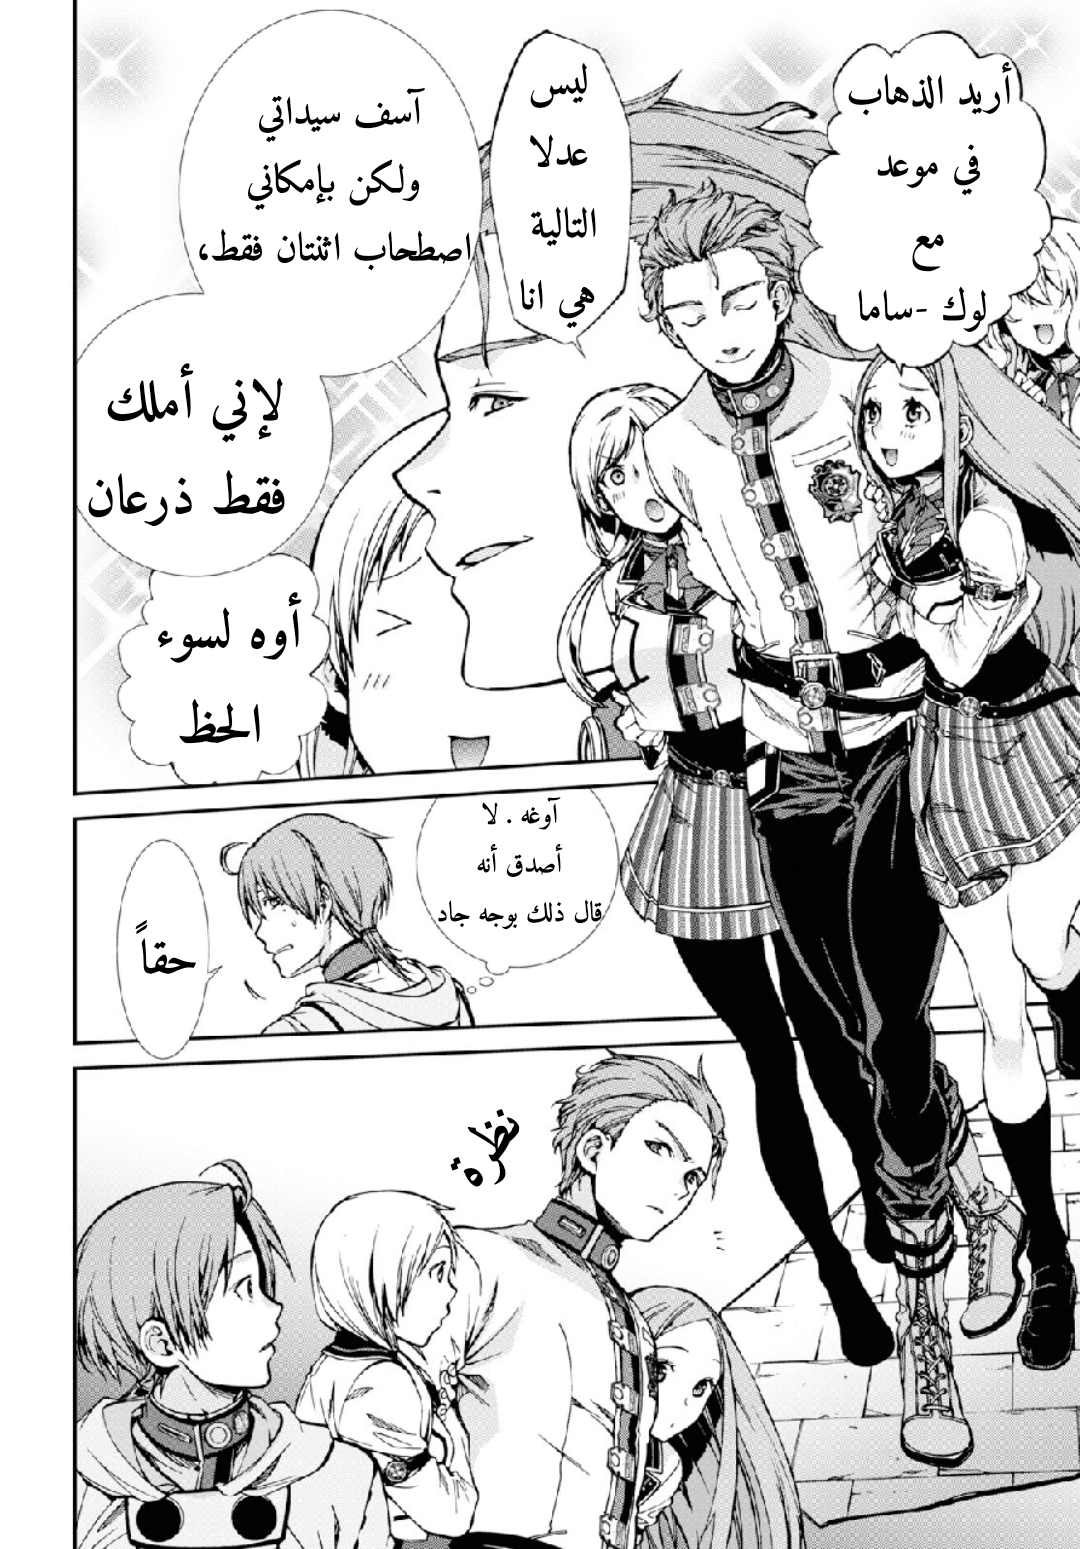 أريد الذهاب
في موعد
مع
لوك -ساما
ليس
عدلا
التالية
هي انا
آسف سيداتي
ولكن بإمكاني
اصطحاب اثنتان فقط،
لإني أملك
فقط ذرعان
أوه لسوء
الحظ
آوغه . لا
أصدق أنه
قال ذلك بوجه جاد
حقاً
نظرة